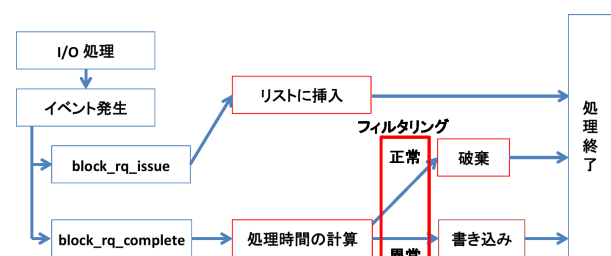 I/O 処理
イベント発生
リストに挿入
フィルタリング
正常
破棄
block_rq_issue
block_rq_complete
処理時間の計算
異常
書き込み
処理終了